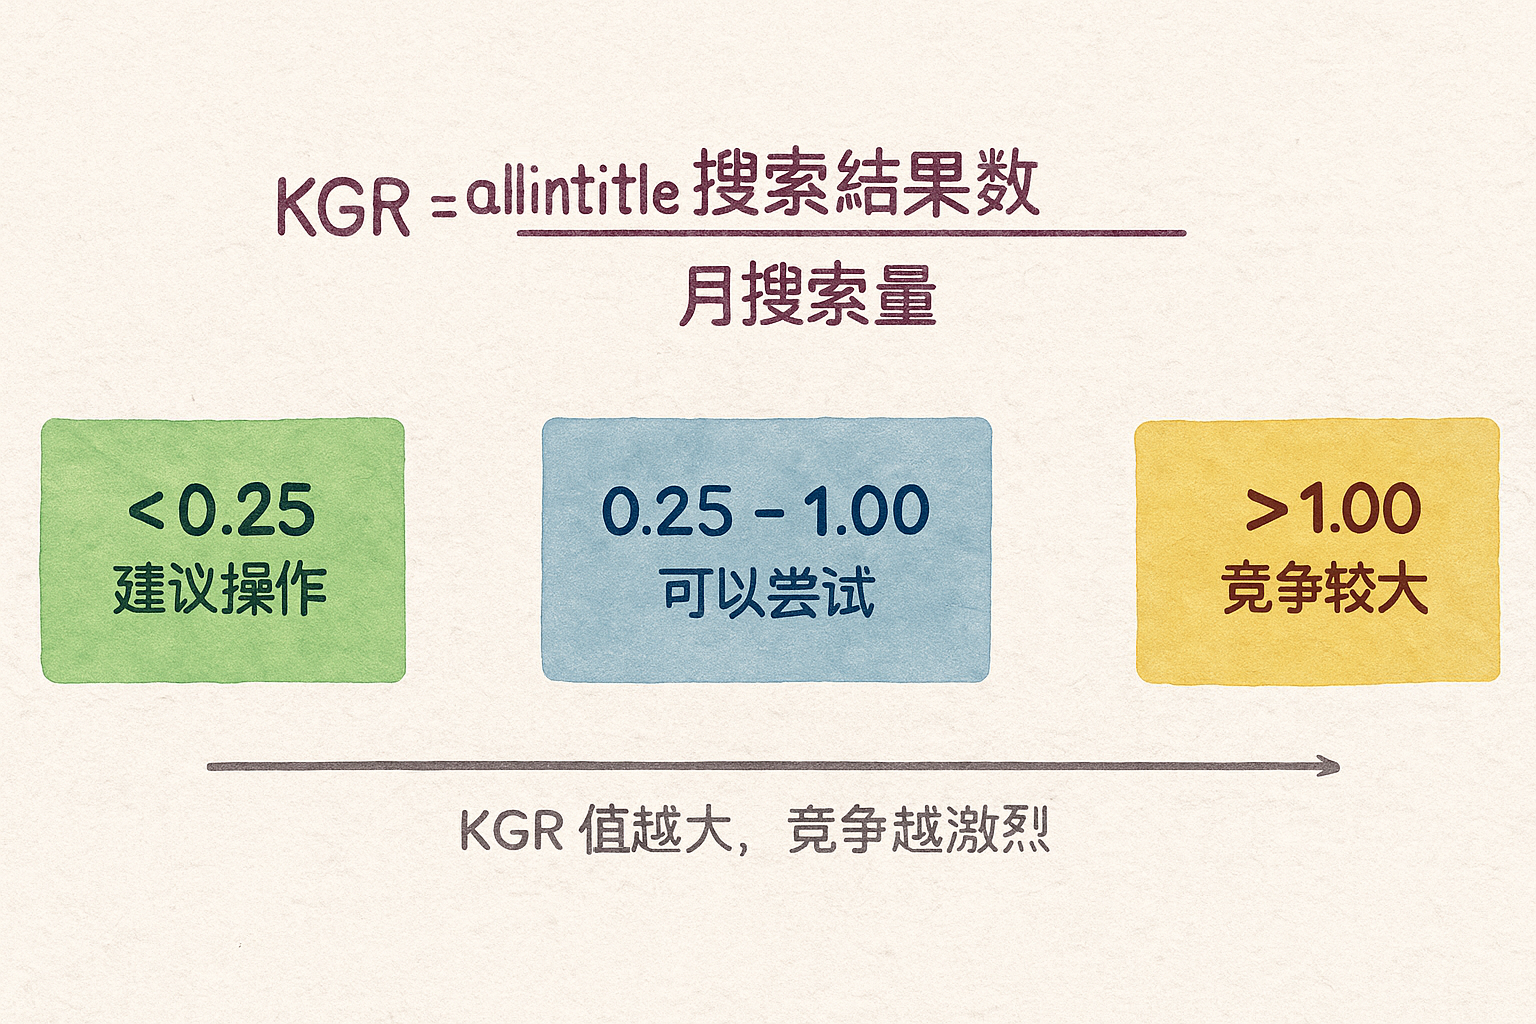 KGR = allintitle 搜索結果数
月搜索量
<0.25
建议操作
0.25 – 1.00
可以尝试
>1.00
竞争较大
KGR 值越大，竞争越激烈